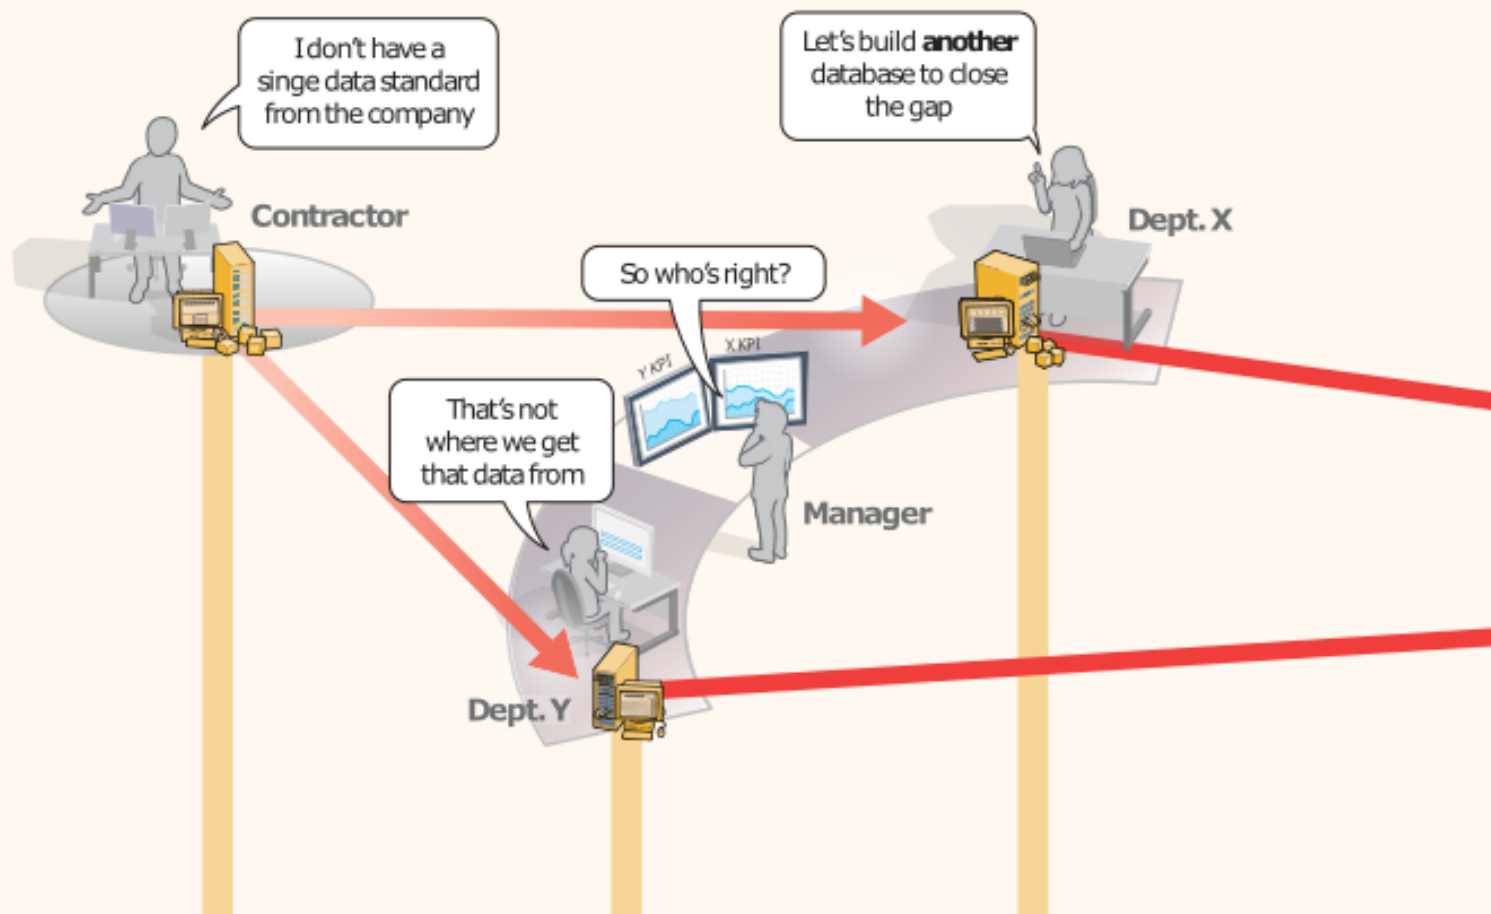 I don't have a
singe data standard
from the company
Let's build another
database to close
the gap
Contractor
Dept. X
So who's right?
Y KPI
X KPI
That's not
where we get
that data from
Manager
Dept. Y